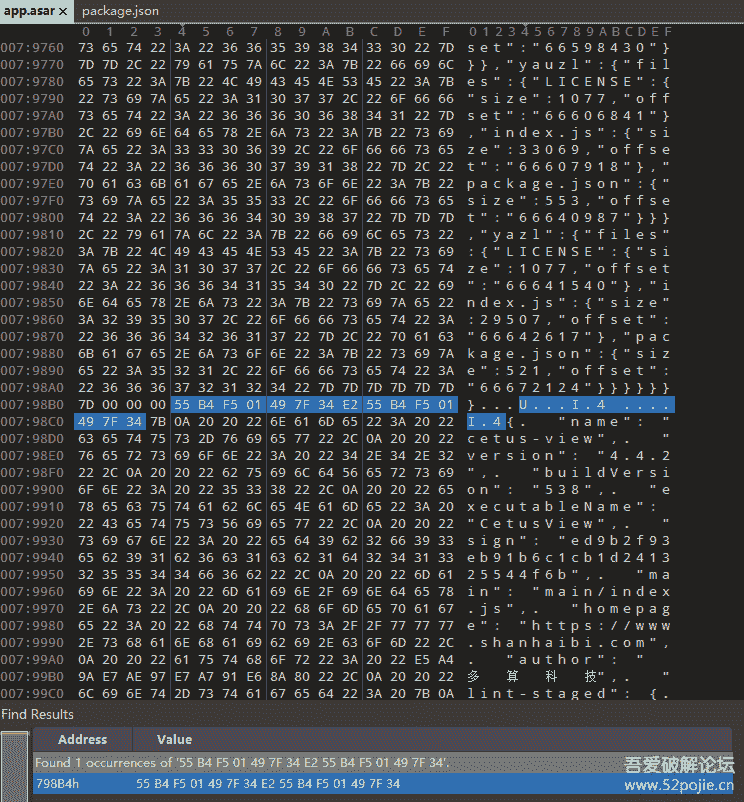 app.asar × package.json
0 1 2 3 4 5 6 7 8 9 A B C D E F 0 1 2 3 4 5 6 7 8 9 A B C D E F
007:9760 73 65 74 22 3A 22 36 36 35 39 38 34 33 30 22 7D set":"66598430"}
007:9770 7D 7D 2C 22 79 61 75 7A 6C 22 3A 7B 22 66 69 6C }},"yauzl":{"fil
007:9780 65 73 22 3A 7B 22 4C 49 43 45 4E 53 45 22 3A 7B es":{"LICENSE":{
007:9790 22 73 69 7A 65 22 3A 31 30 37 37 2C 22 6F 66 66 "size":1077,"off
007:97A0 73 65 74 22 3A 22 36 36 36 30 36 38 34 31 22 7D set":"66606841"}
007:97B0 2C 22 69 6E 64 65 78 2E 6A 73 22 3A 7B 22 73 69 ,"index.js":{"si
007:97C0 7A 65 22 3A 33 33 30 36 39 2C 22 6F 66 66 73 65 ze":33069,"offse
007:97D0 74 22 3A 22 36 36 36 30 37 39 31 38 22 7D 2C 22 t":"66607918"},"
007:97E0 70 61 63 6B 61 67 65 2E 6A 73 6F 6E 22 3A 7B 22 package.json":{"
007:97F0 73 69 7A 65 22 3A 35 35 33 2C 22 6F 66 66 73 65 size":553,"offse
007:9800 74 22 3A 22 36 36 36 34 30 39 38 37 22 7D 7D 7D t":"66640987"}}}
007:9810 2C 22 79 61 7A 6C 22 3A 7B 22 66 69 6C 65 73 22 ,"yazl":{"files"
007:9820 3A 7B 22 4C 49 43 45 4E 53 45 22 3A 7B 22 73 69 :{"LICENSE":{"si
007:9830 7A 65 22 3A 31 30 37 37 2C 22 6F 66 66 73 65 74 ze":1077,"offset
007:9840 22 3A 22 36 36 36 34 31 35 34 30 22 7D 2C 22 69 ":"66641540"},"i
007:9850 6E 64 65 78 2E 6A 73 22 3A 7B 22 73 69 7A 65 22 ndex.js":{"size"
007:9860 3A 32 39 35 30 37 2C 22 6F 66 66 73 65 74 22 3A :29507,"offset":
007:9870 22 36 36 36 34 32 36 31 37 22 7D 2C 22 70 61 63 "66642617"},"pac
007:9880 6B 61 67 65 2E 6A 73 6F 6E 22 3A 7B 22 73 69 7A kage.json":{"siz
007:9890 65 22 3A 35 32 31 2C 22 6F 66 66 73 65 74 22 3A e":521,"offset":
007:98A0 22 36 36 36 37 32 31 32 34 22 7D 7D 7D 7D 7D 7D "66672124"}}}}}}
007:98B0 7D 00 00 00 55 B4 F5 01 49 7F 34 E2 55 B4 F5 01 }...U...I.4 ....
007:98C0 49 7F 34 7B 0A 20 20 22 6E 61 6D 65 22 3A 20 22 I.4{.  "name": "
007:98D0 63 65 74 75 73 2D 76 69 65 77 22 2C 0A 20 20 22 cetus-view",.  "
007:98E0 76 65 72 73 69 6F 6E 22 3A 20 22 34 2E 34 2E 32 version": "4.4.2
007:98F0 22 2C 0A 20 20 22 62 75 69 6C 64 56 65 72 73 69 ",.  "buildVersi
007:9900 6F 6E 22 3A 20 22 35 33 38 22 2C 0A 20 20 22 65 on": "538",.  "e
007:9910 78 65 63 75 74 61 62 6C 65 4E 61 6D 65 22 3A 20 xecutableName": 
007:9920 22 43 65 74 75 73 56 69 65 77 22 2C 0A 20 20 22 "CetusView",.  "
007:9930 73 69 67 6E 22 3A 20 22 65 64 39 62 32 66 39 33 sign": "ed9b2f93
007:9940 65 62 39 31 62 36 63 31 63 62 31 64 32 34 31 33 eb91b6c1cb1d2413
007:9950 32 35 35 34 34 66 36 62 22 2C 0A 20 20 22 6D 61 25544f6b",.  "ma
007:9960 69 6E 22 3A 20 22 6D 61 69 6E 2F 69 6E 64 65 78 in": "main/index
007:9970 2E 6A 73 22 2C 0A 20 20 22 68 6F 6D 65 70 61 67 .js",.  "homepag
007:9980 65 22 3A 20 22 68 74 74 70 73 3A 2F 2F 77 77 77 e": "https://www
007:9990 2E 73 68 61 6E 68 61 69 62 69 2E 63 6F 6D 22 2C .shanhaibi.com",
007:99A0 0A 20 20 22 61 75 74 68 6F 72 22 3A 20 22 E5 A4 .  "author": "
007:99B0 9A E7 AE 97 E7 A7 91 E6 8A 80 22 2C 0A 20 20 22 多算科技",.  "
007:99C0 6C 69 6E 74 2D 73 74 61 67 65 64 22 3A 20 7B 0A lint-staged": {.
Find Results
Address Value
Found 1 occurrences of '55 B4 F5 01 49 7F 34 E2 55 B4 F5 01 49 7F 34'.
798B4h 55 B4 F5 01 49 7F 34 E2 55 B4 F5 01 49 7F 34
吾爱破解论坛
www.52pojie.cn